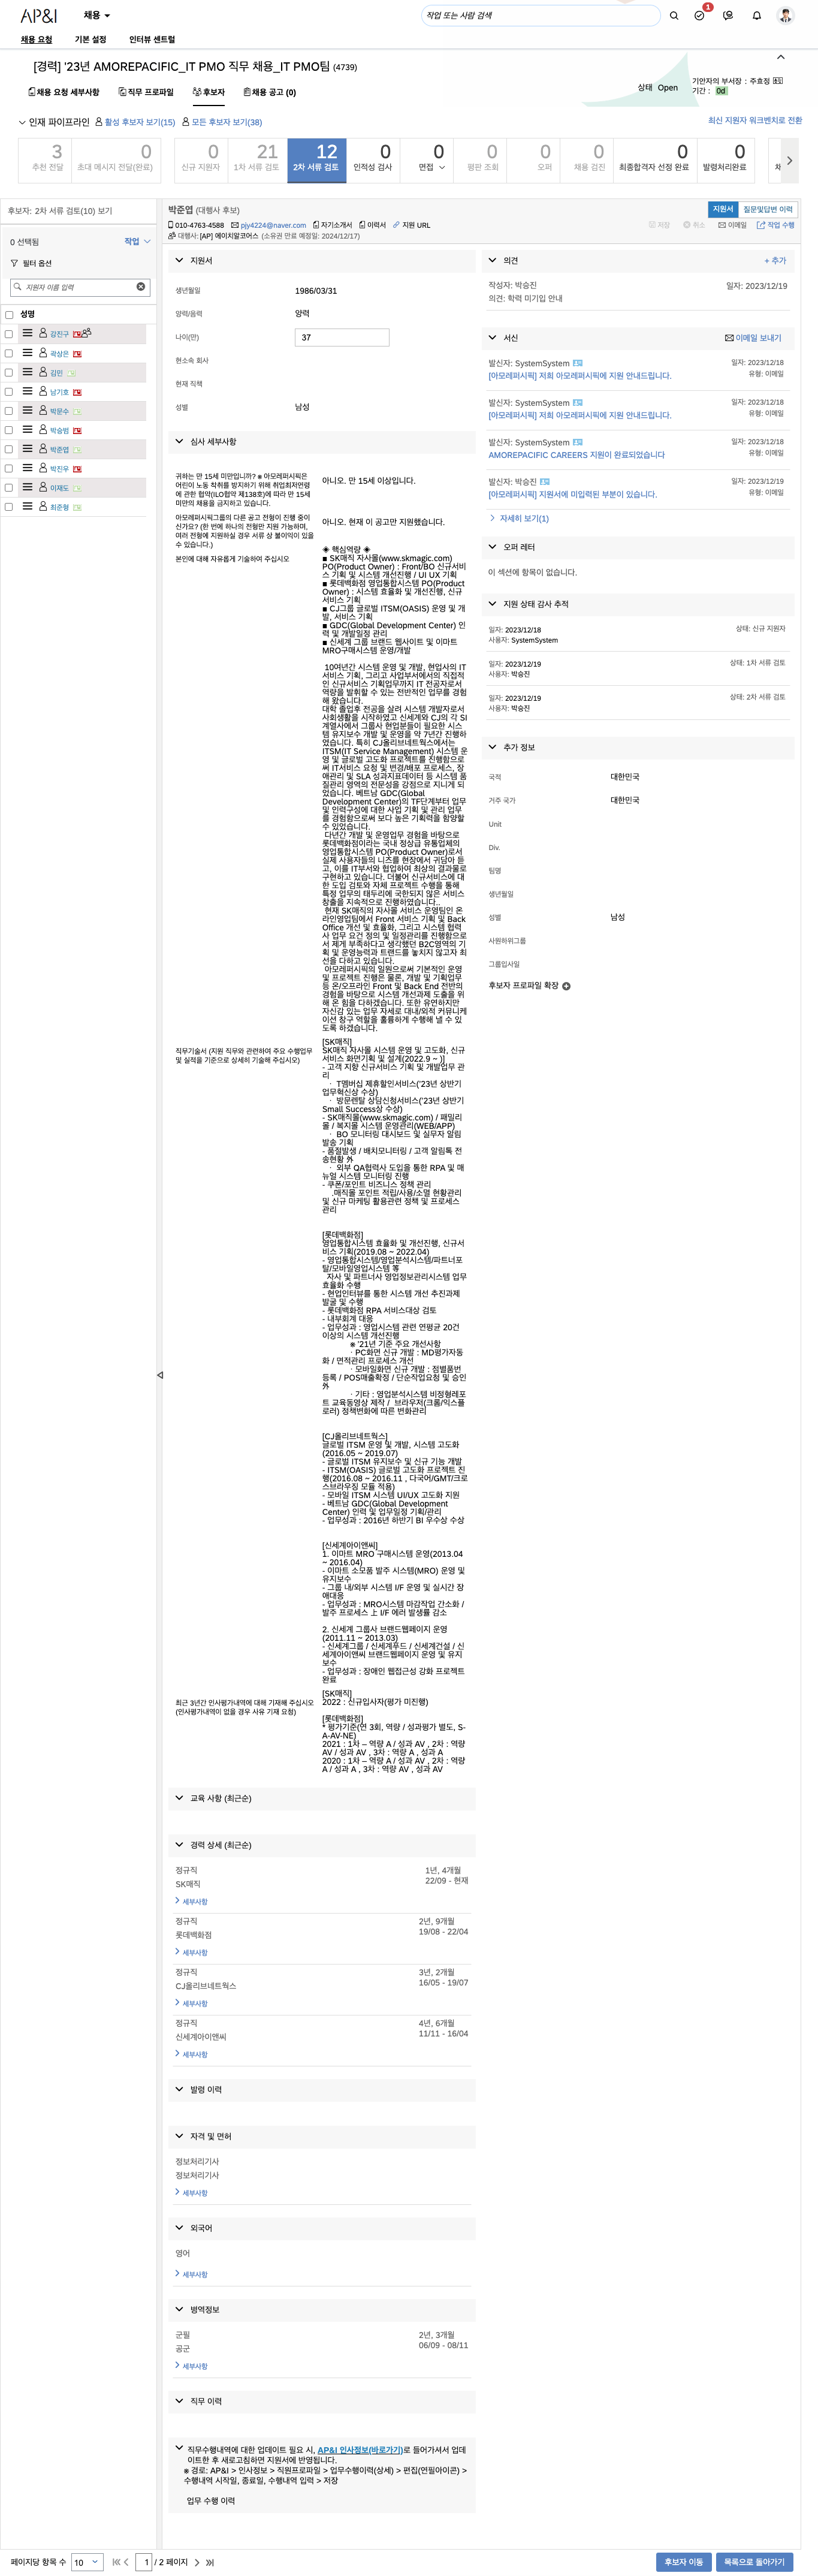 AP&I
채용
작업 또는 사람 검색
1
채용 요청
기본 설정
인터뷰 센트럴
[경력] '23년 AMOREPACIFIC_IT PMO 직무 채용_IT PMO팀 (4739)
상태 Open
기안자의 부서장 : 주효정
기간 : 0d
채용 요청 세부사항
직무 프로파일
후보자
채용 공고 (0)
인재 파이프라인
활성 후보자 보기(15)
모든 후보자 보기(38)
최신 지원자 워크벤치로 전환
3 추천 전달
0 초대 메시지 전달(완료)
0 신규 지원자
21 1차 서류 검토
12 2차 서류 검토
0 인적성 검사
0 면접
0 평판 조회
0 오퍼
0 채용 검진
0 최종합격자 선정 완료
0 발령처리완료
후보자: 2차 서류 검토(10) 보기
0 선택됨
작업
필터 옵션
지원자 이름 입력
성명
강진구
곽상은
김민
남기호
박문수
박승범
박준엽
박진우
이재도
최준형
박준엽 (대행사 후보)
지원서
질문및답변 이력
010-4763-4588
pjy4224@naver.com
자기소개서
이력서
지원 URL
저장
취소
이메일
작업 수행
대행사: [AP] 에이치알코어스 (소유권 만료 예정일: 2024/12/17)
지원서
생년월일 1986/03/31
양력/음력 양력
나이(만) 37
현소속 회사
현재 직책
성별 남성
심사 세부사항
귀하는 만 15세 미만입니까? ※ 아모레퍼시픽은
어린이 노동 착취를 방지하기 위해 취업최저연령
에 관한 협약(ILO협약 제138호)에 따라 만 15세
미만의 채용을 금지하고 있습니다.
아니오. 만 15세 이상입니다.
아모레퍼시픽그룹의 다른 공고 전형이 진행 중이
신가요? (한 번에 하나의 전형만 지원 가능하며,
여러 전형에 지원하실 경우 서류 상 불이익이 있을
수 있습니다.)
아니오. 현재 이 공고만 지원했습니다.
본인에 대해 자유롭게 기술하여 주십시오
◈ 핵심역량 ◈
■ SK매직 자사몰(www.skmagic.com)
PO(Product Owner) : Front/BO 신규서비
스 기획 및 시스템 개선진행 / UI UX 기획
■ 롯데백화점 영업통합시스템 PO(Product
Owner) : 시스템 효율화 및 개선진행, 신규
서비스 기획
■ CJ그룹 글로벌 ITSM(OASIS) 운영 및 개
발, 서비스 기획
■ GDC(Global Development Center) 인
력 및 개발일정 관리
■ 신세계 그룹 브랜드 웹사이트 및 이마트
MRO구매시스템 운영/개발
10여년간 시스템 운영 및 개발, 현업사의 IT
서비스 기획, 그리고 사업부서에서의 직접적
인 신규서비스 기획업무까지 IT 전공자로서
역량을 발휘할 수 있는 전반적인 업무를 경험
해 왔습니다.
대학 졸업후 전공을 살려 시스템 개발자로서
사회생활을 시작하였고 신세계와 CJ의 각 SI
계열사에서 그룹사 현업분들이 필요한 시스
템 유지보수 개발 및 운영을 약 7년간 진행하
였습니다. 특히 CJ올리브네트웍스에서는
ITSM(IT Service Management) 시스템 운
영 및 글로벌 고도화 프로젝트를 진행함으로
써 IT서비스 요청 및 변경/배포 프로세스, 장
애관리 및 SLA 성과지표데이터 등 시스템 품
질관리 영역의 전문성을 강점으로 지니게 되
었습니다. 베트남 GDC(Global
Development Center)의 TF단계부터 업무
및 인력구성에 대한 사업 기획 및 관리 업무
를 경험함으로써 보다 높은 기획력을 함양할
수 있었습니다.
다년간 개발 및 운영업무 경험을 바탕으로
롯데백화점이라는 국내 정상급 유통업체의
영업통합시스템 PO(Product Owner)로서
실제 사용자들의 니즈를 현장에서 귀담아 듣
고, 이를 IT부서와 협업하여 최상의 결과물로
구현하고 있습니다. 더불어 신규서비스에 대
한 도입 검토와 자체 프로젝트 수행을 통해
특정 업무의 태두리에 국한되지 않은 서비스
창출을 지속적으로 진행하였습니다..
현재 SK매직의 자사몰 서비스 운영팀인 온
라인영업팀에서 Front 서비스 기획 및 Back
Office 개선 및 효율화, 그리고 시스템 협력
사 업무 요건 정의 및 일정관리를 진행함으로
서 제게 부족하다고 생각했던 B2C영역의 기
획 및 운영능력과 트랜드를 놓치지 않고자 최
선을 다하고 있습니다.
아모레퍼시픽의 일원으로써 기본적인 운영
및 프로젝트 진행은 물론, 개발 및 기획업무
등 온/오프라인 Front 및 Back End 전반의
경험을 바탕으로 시스템 개선과제 도출을 위
해 온 힘을 다하겠습니다. 또한 유연하지만
자신감 있는 업무 자세로 대내/외적 커뮤니케
이션 창구 역할을 훌륭하게 수행해 낼 수 있
도록 하겠습니다.
직무기술서 (지원 직무와 관련하여 주요 수행업무
및 실적을 기준으로 상세히 기술해 주십시오)
[SK매직]
SK매직 자사몰 시스템 운영 및 고도화, 신규
서비스 화면기획 및 설계(2022.9 ~ )]
- 고객 지향 신규서비스 기획 및 개발업무 관
리
ㆍ T멤버십 제휴할인서비스('23년 상반기
업무혁신상 수상)
ㆍ 방문렌탈 상담신청서비스('23년 상반기
Small Success상 수상)
- SK매직몰(www.skmagic.com) / 패밀리
몰 / 복지몰 시스템 운영관리(WEB/APP)
ㆍ BO 모니터링 대시보드 및 실무자 알림
발송 기획
- 품절발생 / 배치모니터링 / 고객 알림톡 전
송현황 外
ㆍ 외부 QA협력사 도입을 통한 RPA 및 매
뉴얼 시스템 모니터링 진행
- 쿠폰/포인트 비즈니스 정책 관리
.매직몰 포인트 적립/사용/소멸 현황관리
및 신규 마케팅 활용관련 정책 및 프로세스
관리
[롯데백화점]
영업통합시스템 효율화 및 개선진행, 신규서
비스 기획(2019.08 ~ 2022.04)
- 영업통합시스템/영업분석시스템/파트너포
탈/모바일영업시스템 等
자사 및 파트너사 영업정보관리시스템 업무
효율화 수행
- 현업인터뷰를 통한 시스템 개선 추진과제
발굴 및 수행
- 롯데백화점 RPA 서비스대상 검토
- 내부회계 대응
- 업무성과 : 영업시스템 관련 연평균 20건
이상의 시스템 개선진행
※ '21년 기준 주요 개선사항
ㆍPC화면 신규 개발 : MD평가자동
화 / 면적관리 프로세스 개선
ㆍ모바일화면 신규 개발 : 점별품번
등록 / POS매출확정 / 단순작업요청 및 승인
外
ㆍ기타 : 영업분석시스템 비정형레포
트 교육동영상 제작 / 브라우저(크롬/익스플
로러) 정책변화에 따른 변화관리
[CJ올리브네트웍스]
글로벌 ITSM 운영 및 개발, 시스템 고도화
(2016.05 ~ 2019.07)
- 글로벌 ITSM 유지보수 및 신규 기능 개발
- ITSM(OASIS) 글로벌 고도화 프로젝트 진
행(2016.08 ~ 2016.11 , 다국어/GMT/크로
스브라우징 모듈 적용)
- 모바일 ITSM 시스템 UI/UX 고도화 지원
- 베트남 GDC(Global Development
Center) 인력 및 업무일정 기획/관리
- 업무성과 : 2016년 하반기 BI 우수상 수상
[신세계아이앤씨]
1. 이마트 MRO 구매시스템 운영(2013.04
~ 2016.04)
- 이마트 소모품 발주 시스템(MRO) 운영 및
유지보수
- 그룹 내/외부 시스템 I/F 운영 및 실시간 장
애대응
- 업무성과 : MRO시스템 마감작업 간소화 /
발주 프로세스 上 I/F 에러 발생률 감소
2. 신세계 그룹사 브랜드웹페이지 운영
(2011.11 ~ 2013.03)
- 신세계그룹 / 신세계푸드 / 신세계건설 / 신
세계아이앤씨 브랜드웹페이지 운영 및 유지
보수
- 업무성과 : 장애인 웹접근성 강화 프로젝트
완료
최근 3년간 인사평가내역에 대해 기재해 주십시오
(인사평가내역이 없을 경우 사유 기재 요청)
[SK매직]
2022 : 신규입사자(평가 미진행)
[롯데백화점]
* 평가기준(연 3회, 역량 / 성과평가 별도, S-
A-AV-NE)
2021 : 1차 – 역량 A / 성과 AV , 2차 : 역량
AV / 성과 AV , 3차 : 역량 A , 성과 A
2020 : 1차 – 역량 A / 성과 AV , 2차 : 역량
A / 성과 A , 3차 : 역량 AV , 성과 AV
교육 사항 (최근순)
경력 상세 (최근순)
정규직 1년, 4개월
SK매직 22/09 - 현재
세부사항
정규직 2년, 9개월
롯데백화점 19/08 - 22/04
세부사항
정규직 3년, 2개월
CJ올리브네트웍스 16/05 - 19/07
세부사항
정규직 4년, 6개월
신세계아이앤씨 11/11 - 16/04
세부사항
발령 이력
자격 및 면허
정보처리기사
정보처리기사
세부사항
외국어
영어
세부사항
병역정보
군필 2년, 3개월
공군 06/09 - 08/11
세부사항
직무 이력
직무수행내역에 대한 업데이트 필요 시, AP&I 인사정보(바로가기)로 들어가셔서 업데
이트한 후 새로고침하면 지원서에 반영됩니다.
※ 경로: AP&I > 인사정보 > 직원프로파일 > 업무수행이력(상세) > 편집(연필아이콘) >
수행내역 시작일, 종료일, 수행내역 입력 > 저장
업무 수행 이력
의견
+ 추가
작성자: 박승진 일자: 2023/12/19
의견: 학력 미기입 안내
서신
이메일 보내기
발신자: SystemSystem 일자: 2023/12/18
[아모레퍼시픽] 저희 아모레퍼시픽에 지원 안내드립니다. 유형: 이메일
발신자: SystemSystem 일자: 2023/12/18
[아모레퍼시픽] 저희 아모레퍼시픽에 지원 안내드립니다. 유형: 이메일
발신자: SystemSystem 일자: 2023/12/18
AMOREPACIFIC CAREERS 지원이 완료되었습니다 유형: 이메일
발신자: 박승진 일자: 2023/12/19
[아모레퍼시픽] 지원서에 미입력된 부분이 있습니다. 유형: 이메일
자세히 보기(1)
오퍼 레터
이 섹션에 항목이 없습니다.
지원 상태 감사 추적
일자: 2023/12/18 상태: 신규 지원자
사용자: SystemSystem
일자: 2023/12/19 상태: 1차 서류 검토
사용자: 박승진
일자: 2023/12/19 상태: 2차 서류 검토
사용자: 박승진
추가 정보
국적 대한민국
거주 국가 대한민국
Unit
Div.
팀명
생년월일
성별 남성
사원하위그룹
그룹입사일
후보자 프로파일 확장
페이지당 항목 수 10
1 / 2 페이지
후보자 이동
목록으로 돌아가기